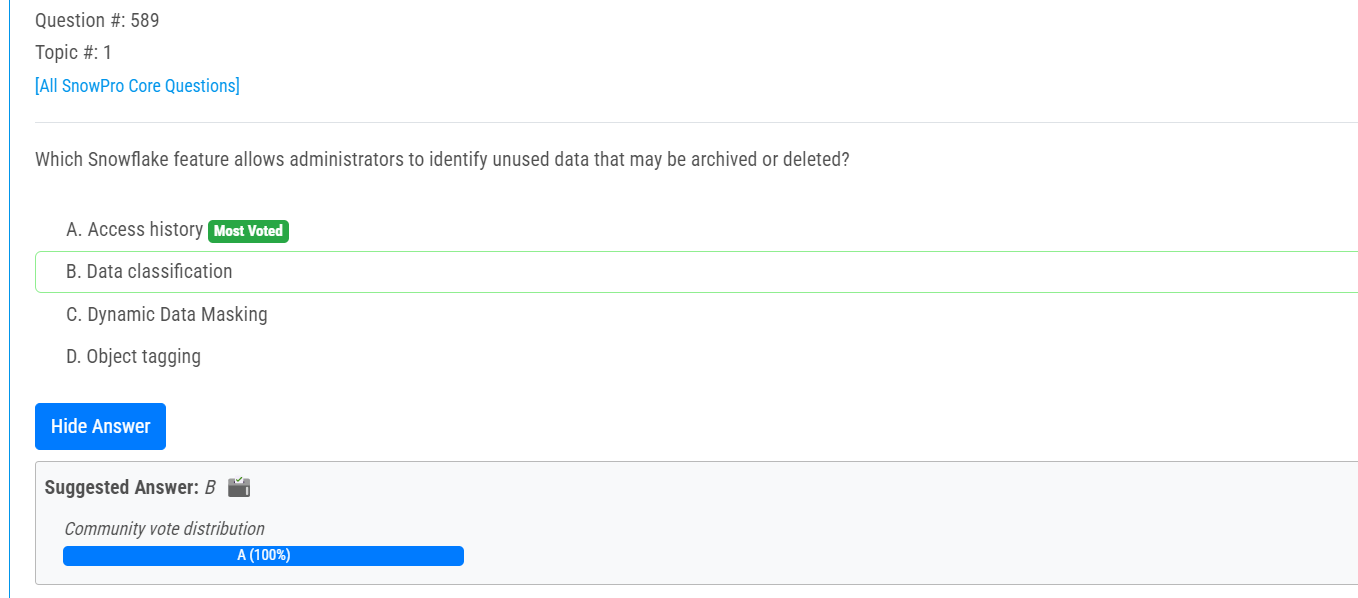 Question #: 589
Topic #: 1
[All SnowPro Core Questions]
Which Snowflake feature allows administrators to identify unused data that may be archived or deleted?
A. Access history Most Voted
B. Data classification
C. Dynamic Data Masking
D. Object tagging
Hide Answer
Suggested Answer: B
Community vote distribution
A (100%)